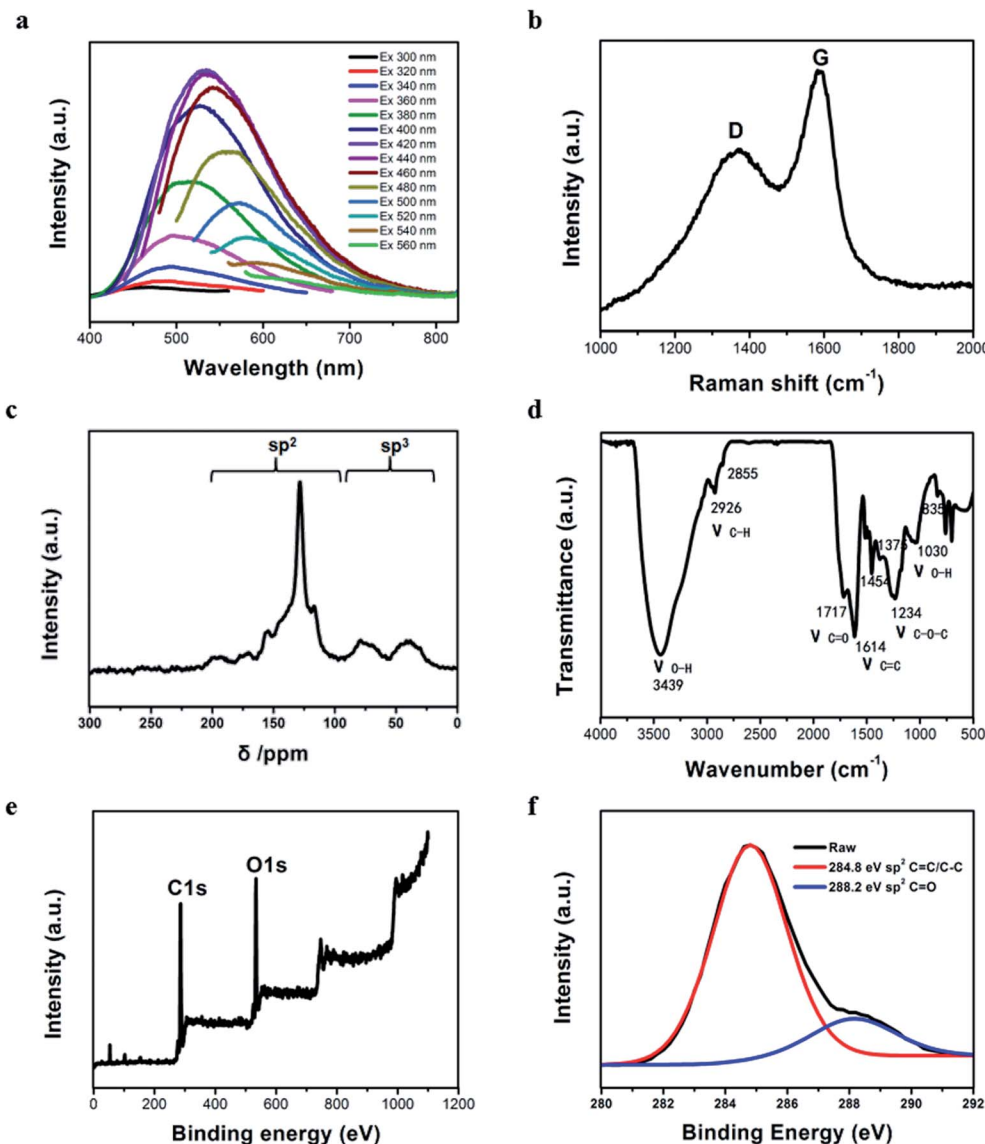 a
Intensity (a.u.)
Ex 300 nm
Ex 320 nm
Ex 340 nm
Ex 360 nm
Ex 380 nm
Ex 400 nm
Ex 420 nm
Ex 440 nm
Ex 460 nm
Ex 480 nm
Ex 500 nm
Ex 520 nm
Ex 540 nm
Ex 560 nm
400 500 600 700 800
Wavelength (nm)
b
Intensity (a.u.)
D
G
1000 1200 1400 1600 1800 2000
Raman shift (cm⁻¹)
c
Intensity (a.u.)
sp² sp³
300 250 200 150 100 50 0
δ /ppm
d
Transmittance (a.u.)
2855
2926
V C-H
835
1375
1030
V O-H
1454
1717
V C=O
1234
V C-O-C
1614
V C=C
V O-H
3439
4000 3500 3000 2500 2000 1500 1000 500
Wavenumber (cm⁻¹)
e
Intensity (a.u.)
C1s
O1s
0 200 400 600 800 1000 1200
Binding energy (eV)
f
Intensity (a.u.)
Raw
284.8 eV sp² C=C/C-C
288.2 eV sp² C=O
280 282 284 286 288 290 292
Binding Energy (eV)